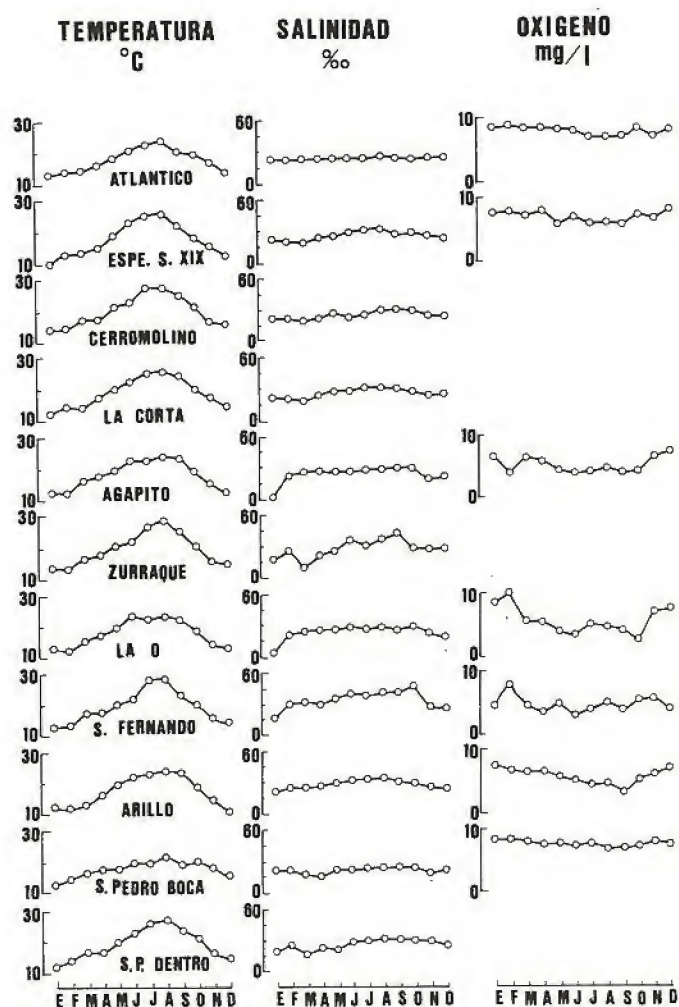 TEMPERATURA SALINIDAD OXIGENO
°C ‰ mg/l
30 60 10
10 0 0
ATLANTICO
30 60 10
10 0 0
ESPE. S. XIX
30 60
10 0
CERROMOLINO
30 60
10 0
LA CORTA
30 60 10
10 0 0
AGAPITO
30 60
10 0
ZURRAQUE
30 60 10
10 0 0
LA O
30 60 10
10 0 0
S. FERNANDO
30 60 10
10 0 0
ARILLO
30 60 10
10 0 0
S. PEDRO BOCA
30 60
10 0
S.P. DENTRO
E F M A M J J A S O N D E F M A M J J A S O N D E F M A M J J A S O N D